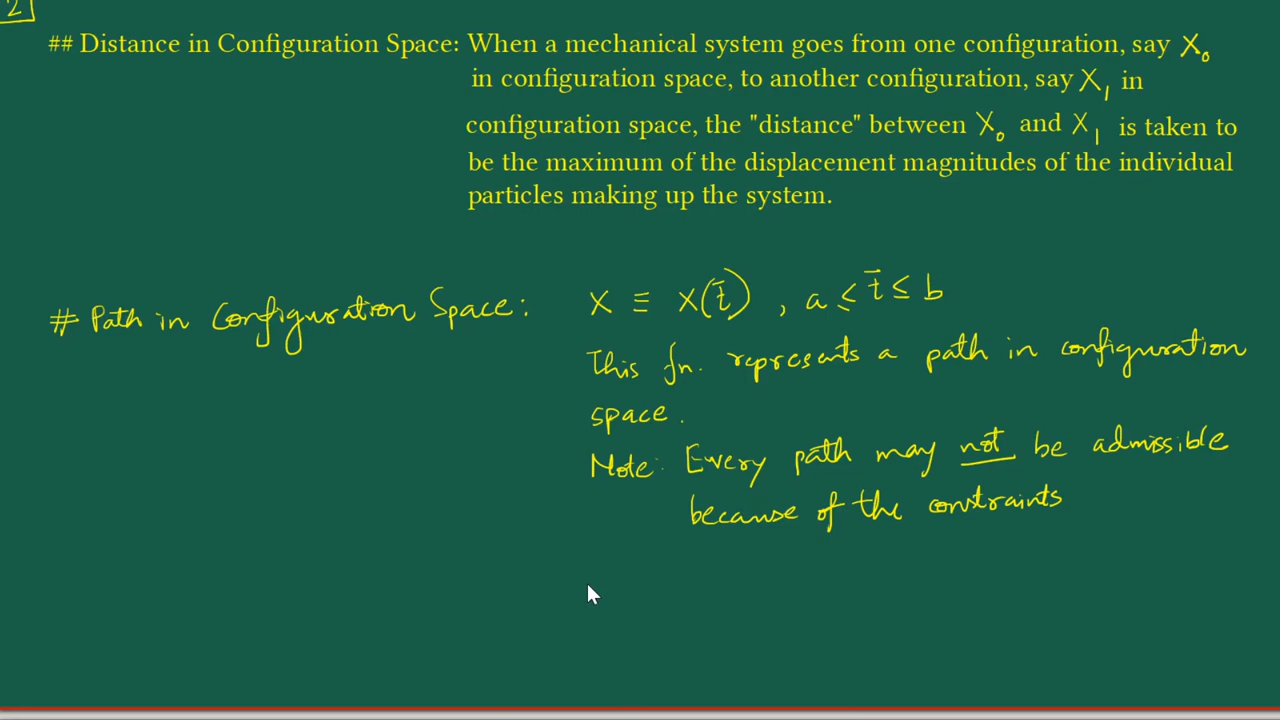 2
## Distance in Configuration Space: When a mechanical system goes from one configuration, say X₀
in configuration space, to another configuration, say X₁ in
configuration space, the "distance" between X₀ and X₁ is taken to
be the maximum of the displacement magnitudes of the individual
particles making up the system.
# Path in Configuration Space: X ≡ X(t̄) , a ≤ t̄ ≤ b
This fn. represents a path in configuration
space.
Note: Every path may not be admissible
because of the constraints